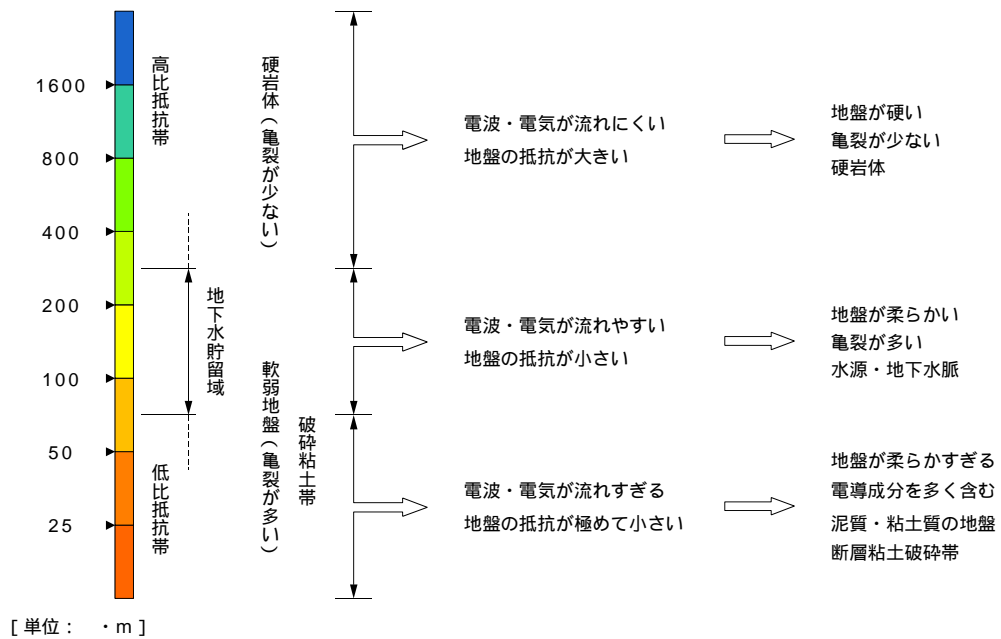 1600
800
400
200
100
50
25
高比抵抗帯
低比抵抗帯
地下水貯留域
硬岩体(亀裂が少ない)
軟弱地盤(亀裂が多い)
破砕粘土帯
電波・電気が流れにくい
地盤の抵抗が大きい
地盤が硬い
亀裂が少ない
硬岩体
電波・電気が流れやすい
地盤の抵抗が小さい
地盤が柔らかい
亀裂が多い
水源・地下水脈
電波・電気が流れすぎる
地盤の抵抗が極めて小さい
地盤が柔らかすぎる
電導成分を多く含む
泥質・粘土質の地盤
断層粘土破砕帯
[単位: ・m]